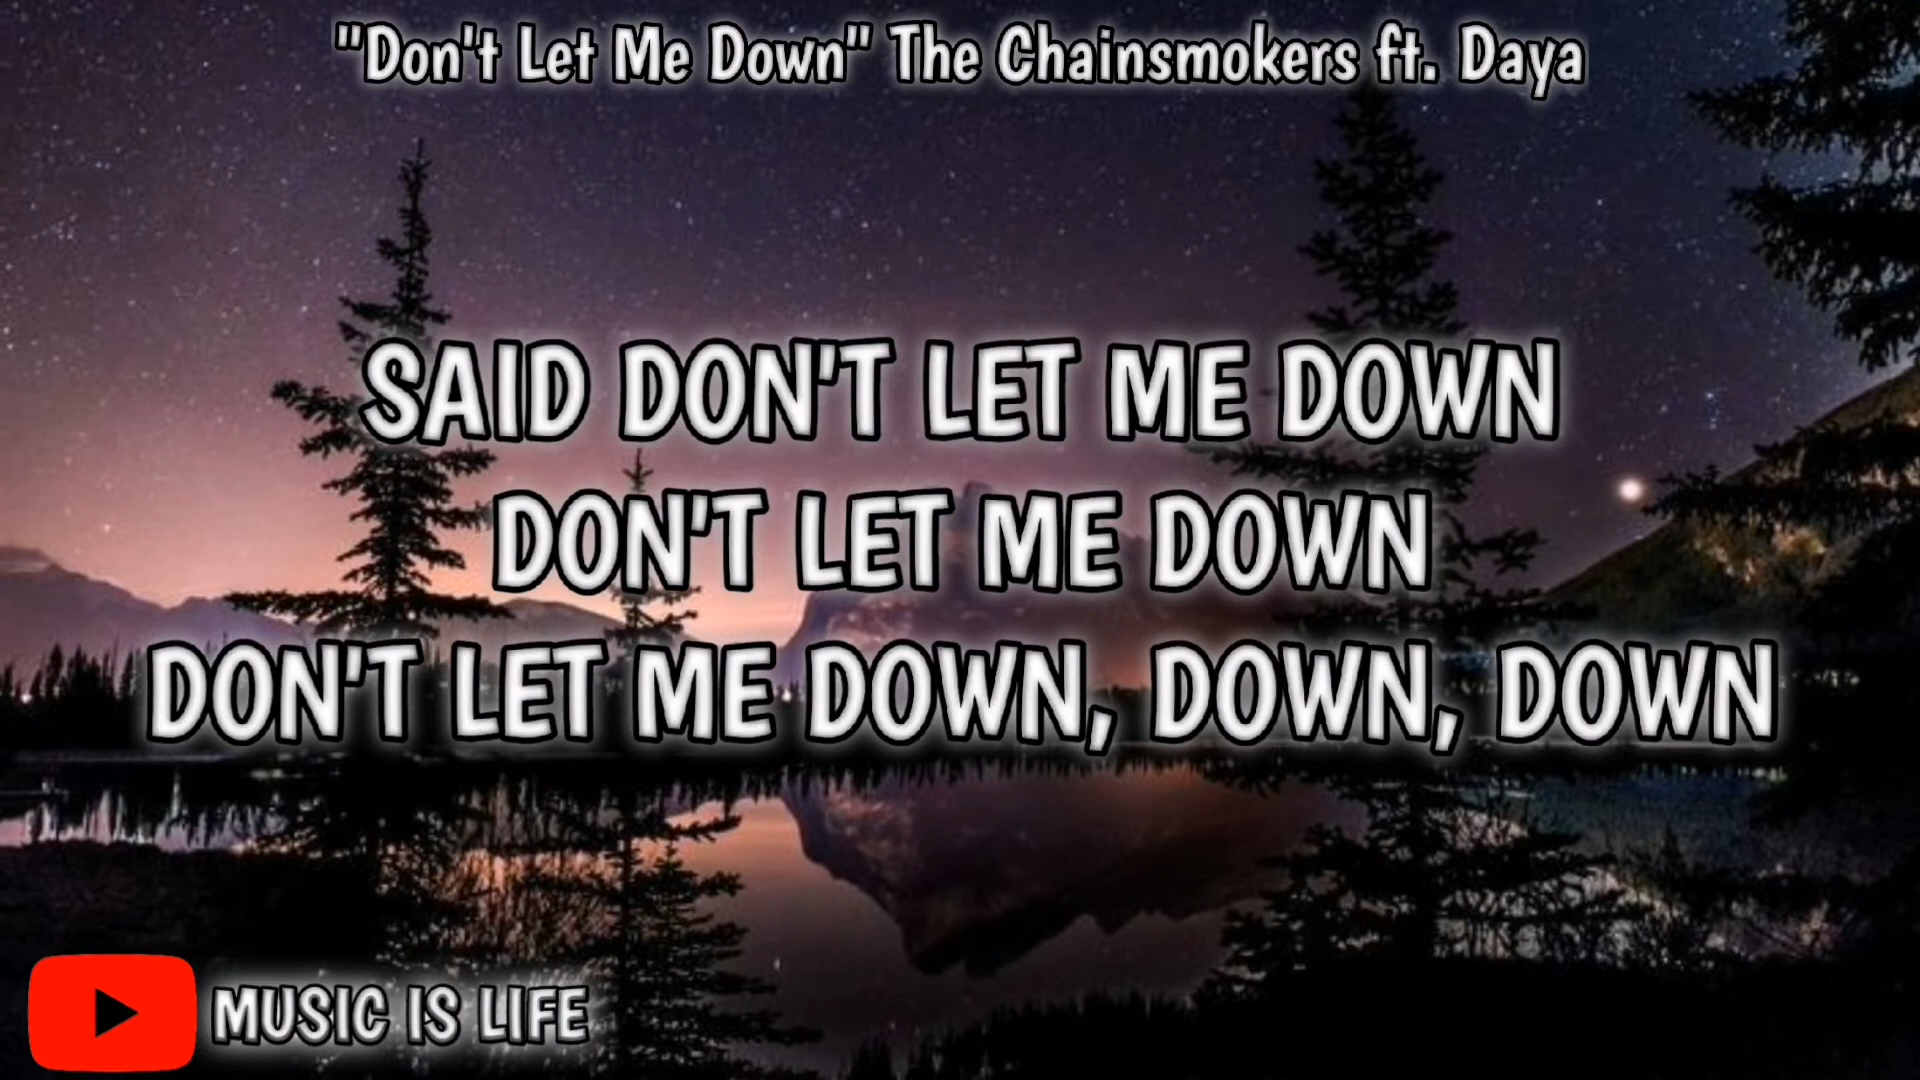 "Don't Let Me Down" The Chainsmokers ft. Daya
SAID DON'T LET ME DOWN
DON'T LET ME DOWN
DON'T LET ME DOWN, DOWN, DOWN
MUSIC IS LIFE